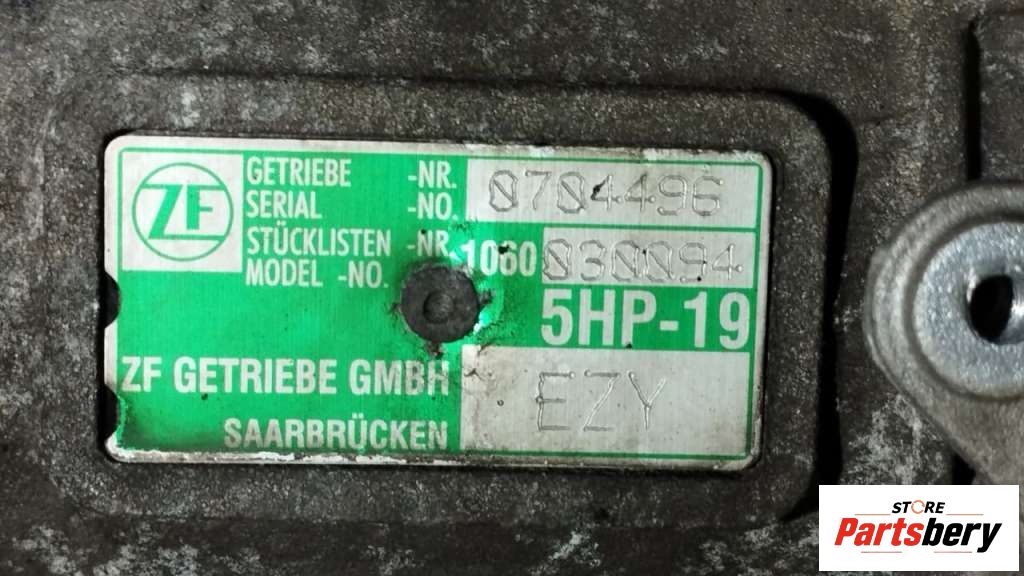 ZF
GETRIEBE -NR. 0704496
SERIAL -NO.
STÜCKLISTEN -NR. 1060 030094
MODEL -NO.
5HP-19
ZF GETRIEBE GMBH
EZY
SAARBRÜCKEN
STORE
Partsbery